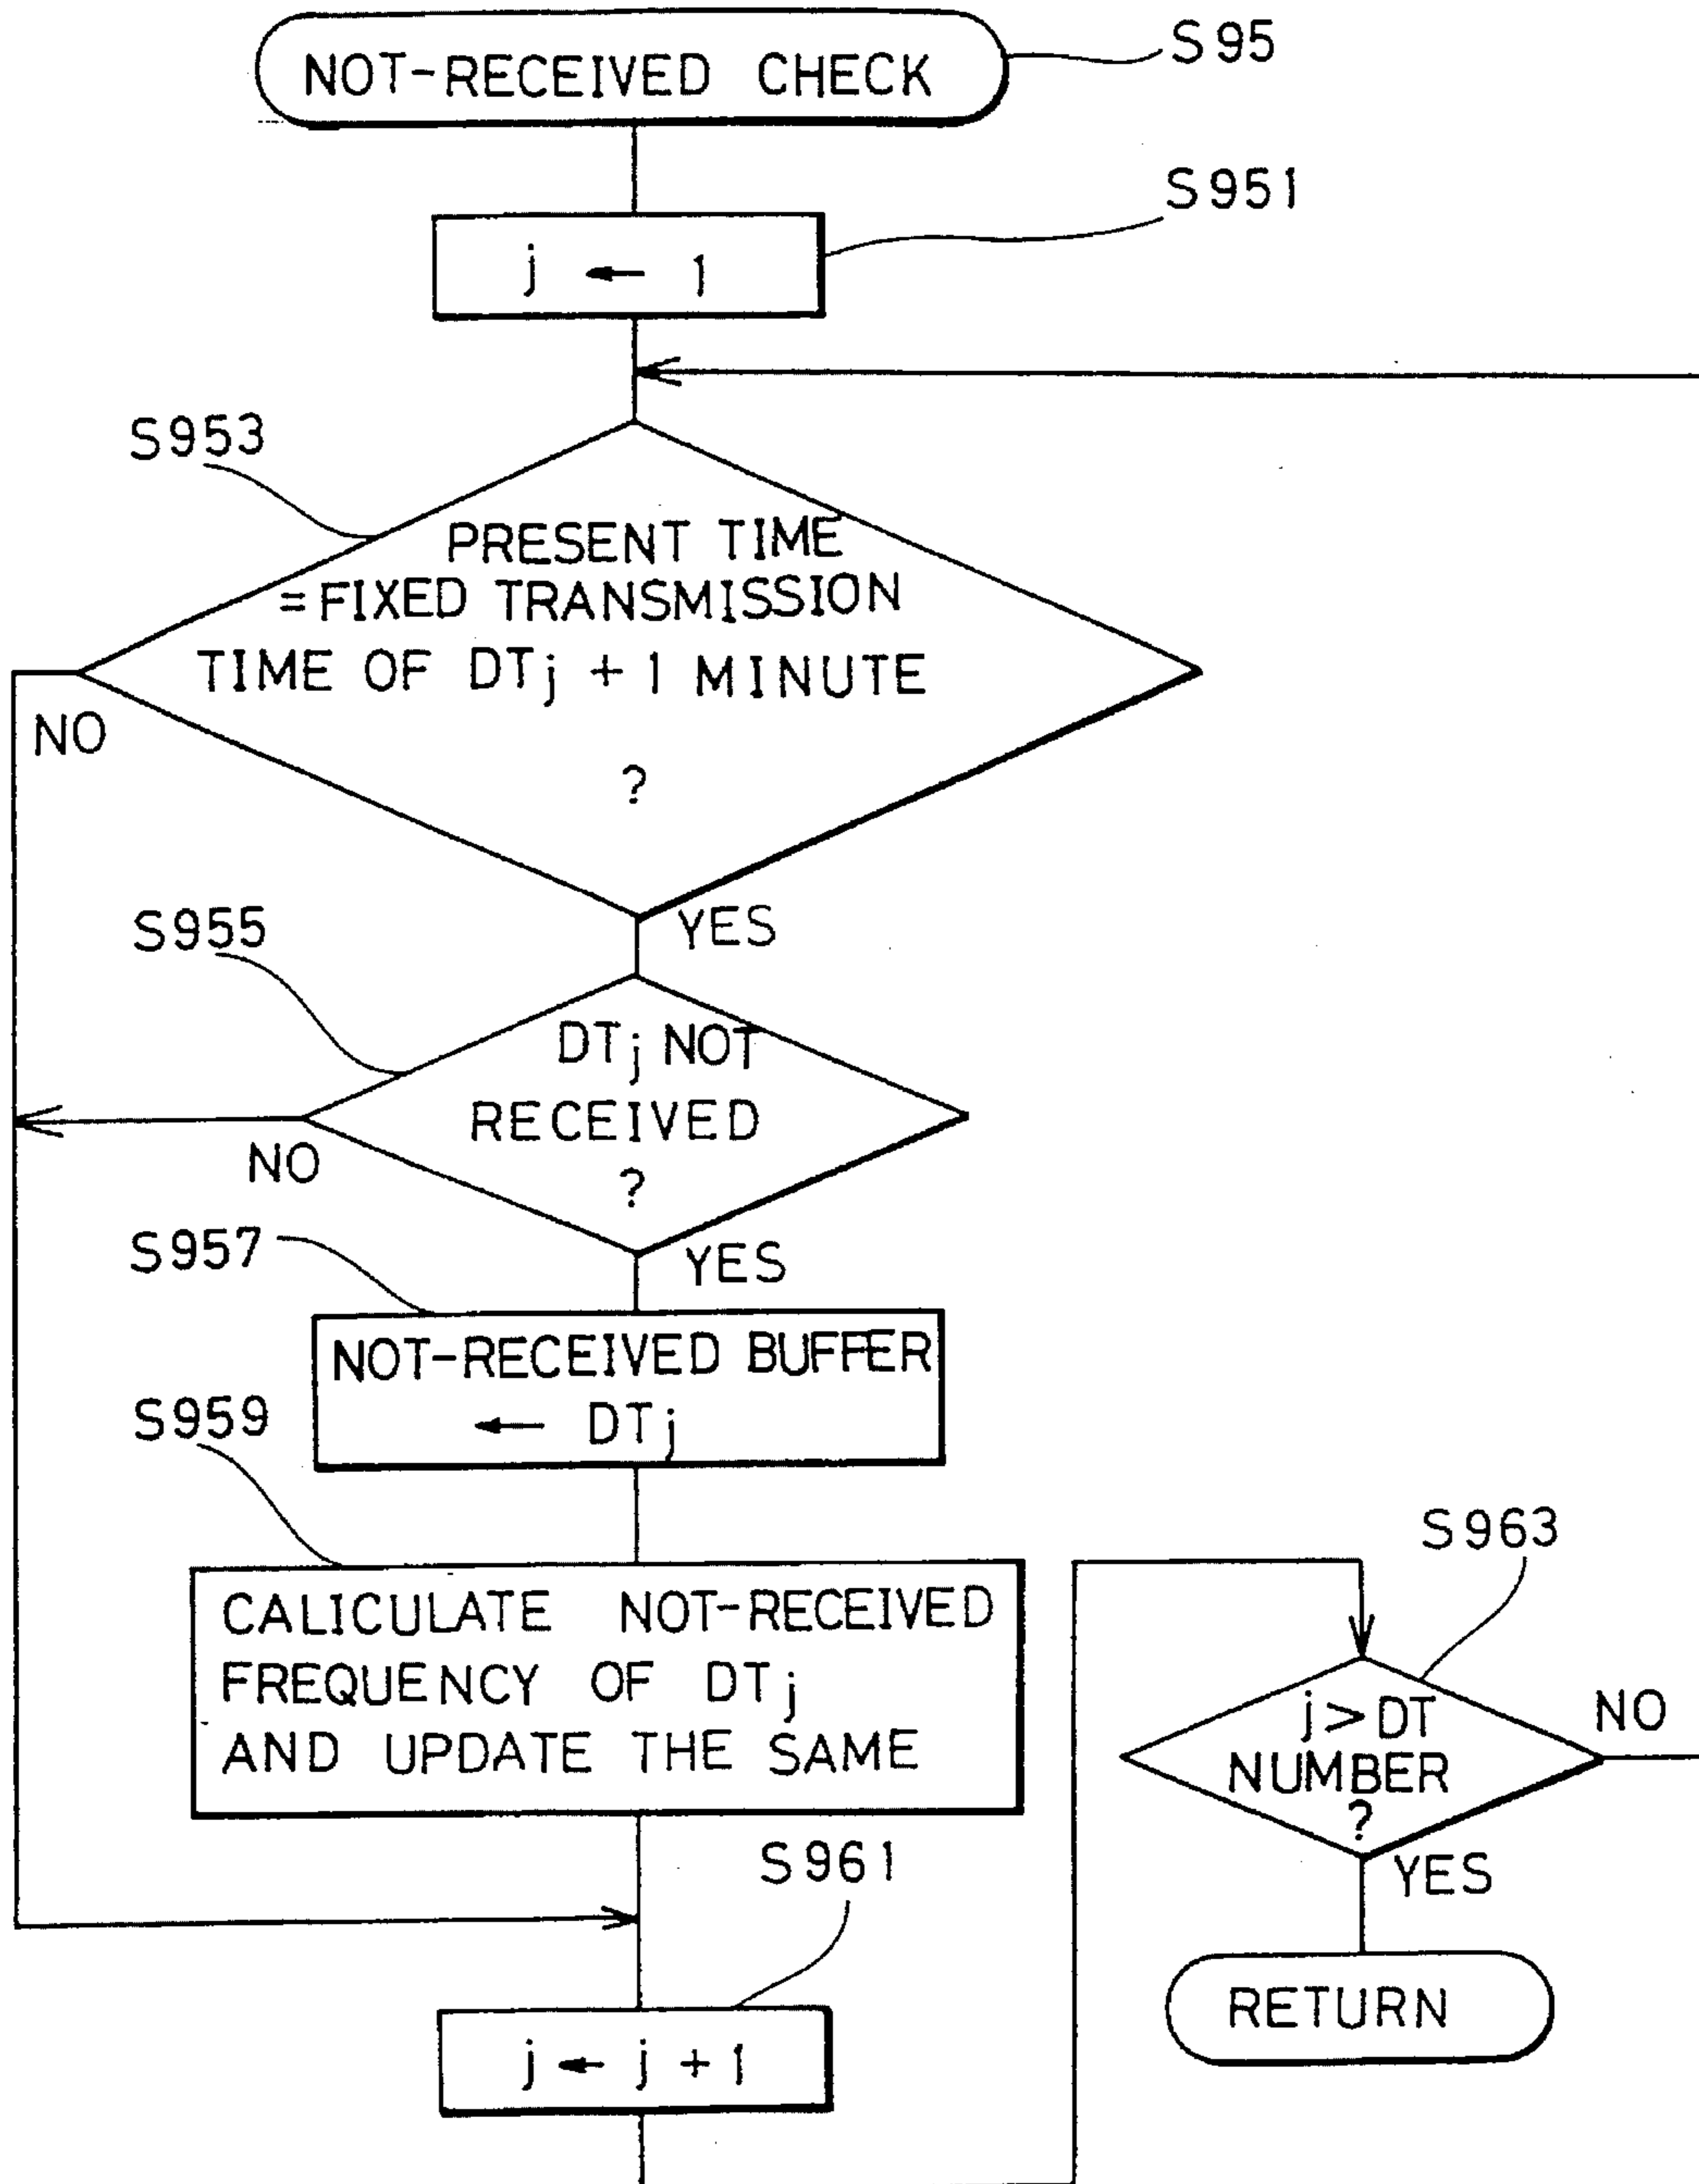 NOT-RECEIVED CHECK
S95
S951
j ← 1
S953
PRESENT TIME
=FIXED TRANSMISSION
TIME OF DTj + 1 MINUTE
?
NO
YES
S955
DTj NOT
RECEIVED
?
NO
YES
S957
NOT-RECEIVED BUFFER
← DTj
S959
CALICULATE NOT-RECEIVED
FREQUENCY OF DTj
AND UPDATE THE SAME
S961
j ← j + 1
S963
j > DT
NUMBER
?
NO
YES
RETURN